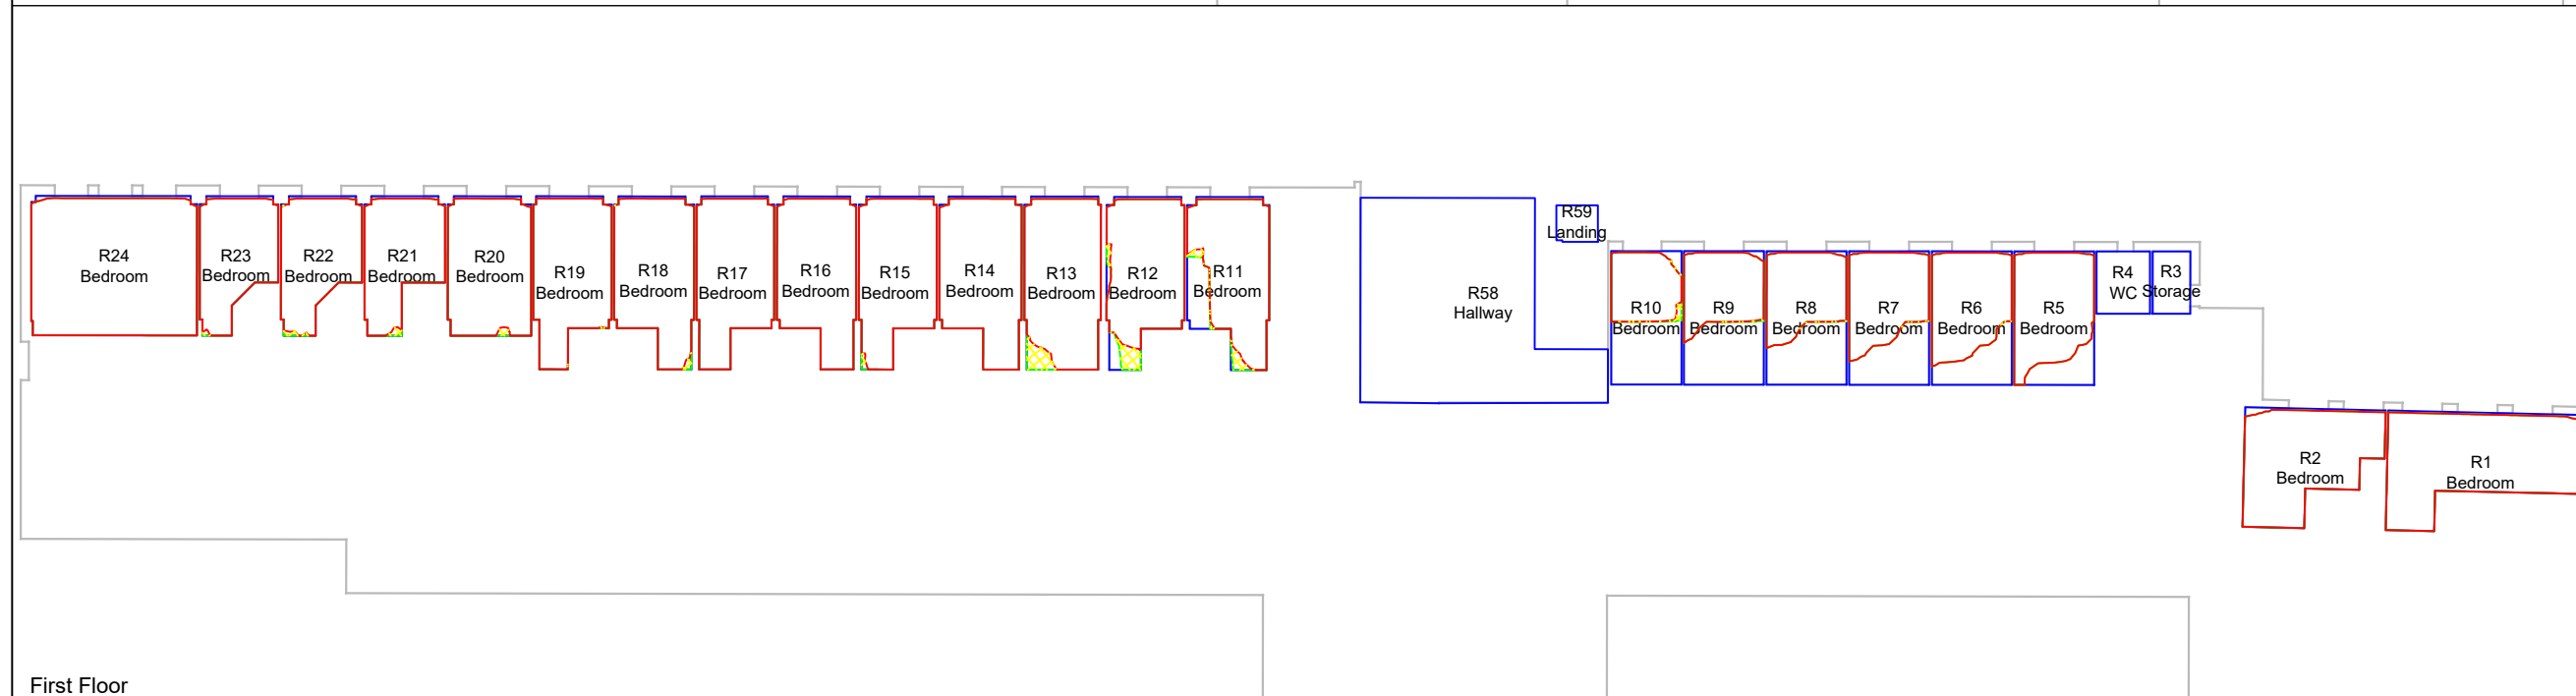 R24
Bedroom
R23
Bedroom
R22
Bedroom
R21
Bedroom
R20
Bedroom
R19
Bedroom
R18
Bedroom
R17
Bedroom
R16
Bedroom
R15
Bedroom
R14
Bedroom
R13
Bedroom
R12
Bedroom
R11
Bedroom
R58
Hallway
R59
Landing
R10
Bedroom
R9
Bedroom
R8
Bedroom
R7
Bedroom
R6
Bedroom
R5
Bedroom
R4
WC
R3
Storage
R2
Bedroom
R1
Bedroom
First Floor